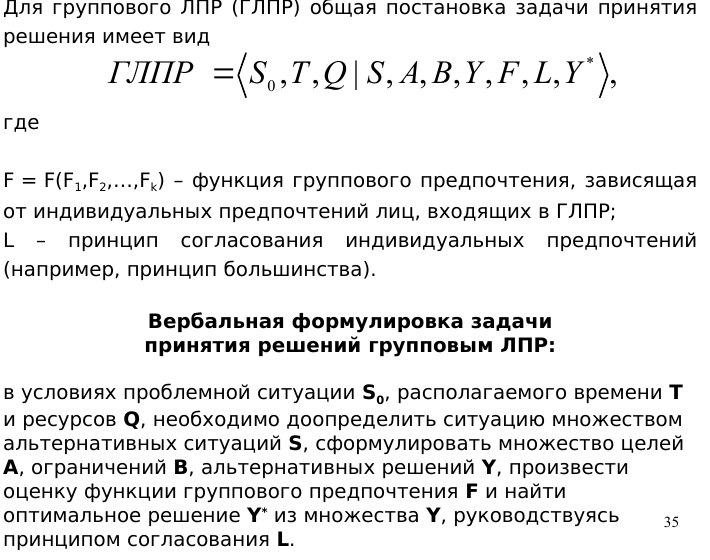 Для группового ЛПР (ГЛПР) общая постановка задачи принятия
решения имеет вид
ГЛПР =⟨S₀,T,Q | S,A,B,Y,F,L,Y*⟩,
где
F = F(F₁,F₂,…,Fₖ) – функция группового предпочтения, зависящая
от индивидуальных предпочтений лиц, входящих в ГЛПР;
L – принцип согласования индивидуальных предпочтений
(например, принцип большинства).
Вербальная формулировка задачи
принятия решений групповым ЛПР:
в условиях проблемной ситуации S₀, располагаемого времени T
и ресурсов Q, необходимо доопределить ситуацию множеством
альтернативных ситуаций S, сформулировать множество целей
A, ограничений B, альтернативных решений Y, произвести
оценку функции группового предпочтения F и найти
оптимальное решение Y* из множества Y, руководствуясь
принципом согласования L.
35